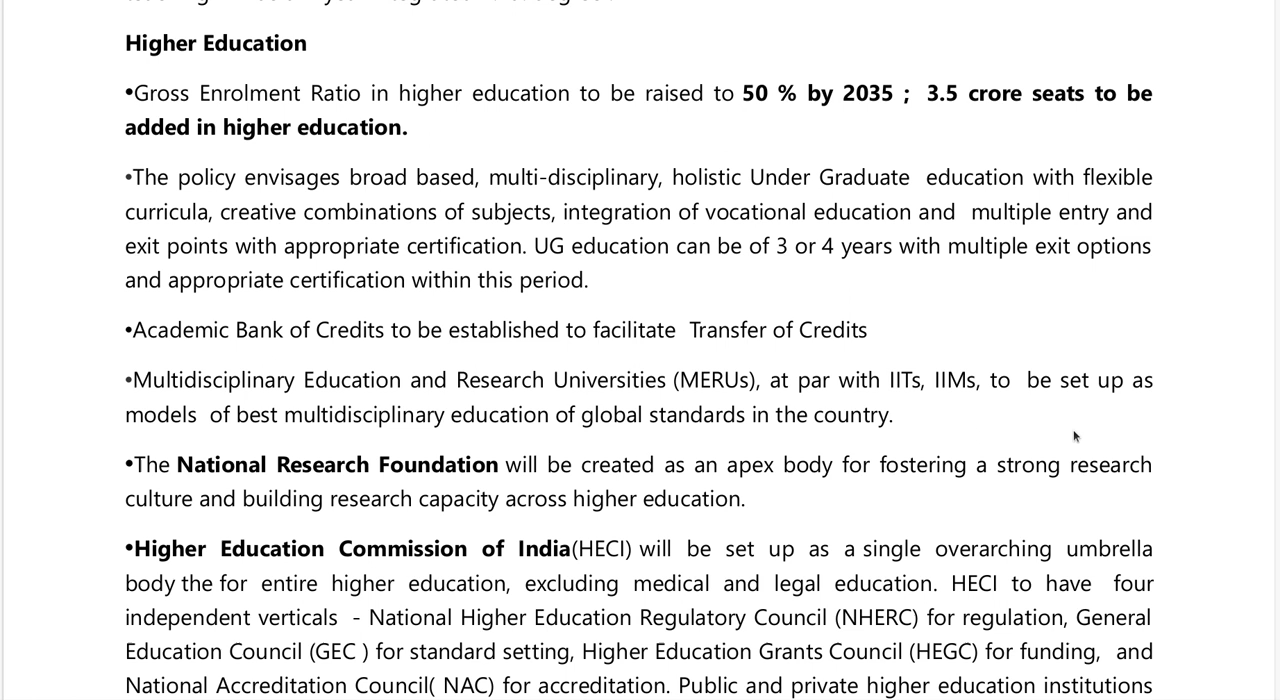 Higher Education
•Gross Enrolment Ratio in higher education to be raised to 50 % by 2035 ; 3.5 crore seats to be
added in higher education.
•The policy envisages broad based, multi-disciplinary, holistic Under Graduate education with flexible
curricula, creative combinations of subjects, integration of vocational education and multiple entry and
exit points with appropriate certification. UG education can be of 3 or 4 years with multiple exit options
and appropriate certification within this period.
•Academic Bank of Credits to be established to facilitate Transfer of Credits
•Multidisciplinary Education and Research Universities (MERUs), at par with IITs, IIMs, to be set up as
models of best multidisciplinary education of global standards in the country.
•The National Research Foundation will be created as an apex body for fostering a strong research
culture and building research capacity across higher education.
•Higher Education Commission of India(HECI) will be set up as a single overarching umbrella
body the for entire higher education, excluding medical and legal education. HECI to have four
independent verticals - National Higher Education Regulatory Council (NHERC) for regulation, General
Education Council (GEC ) for standard setting, Higher Education Grants Council (HEGC) for funding, and
National Accreditation Council( NAC) for accreditation. Public and private higher education institutions